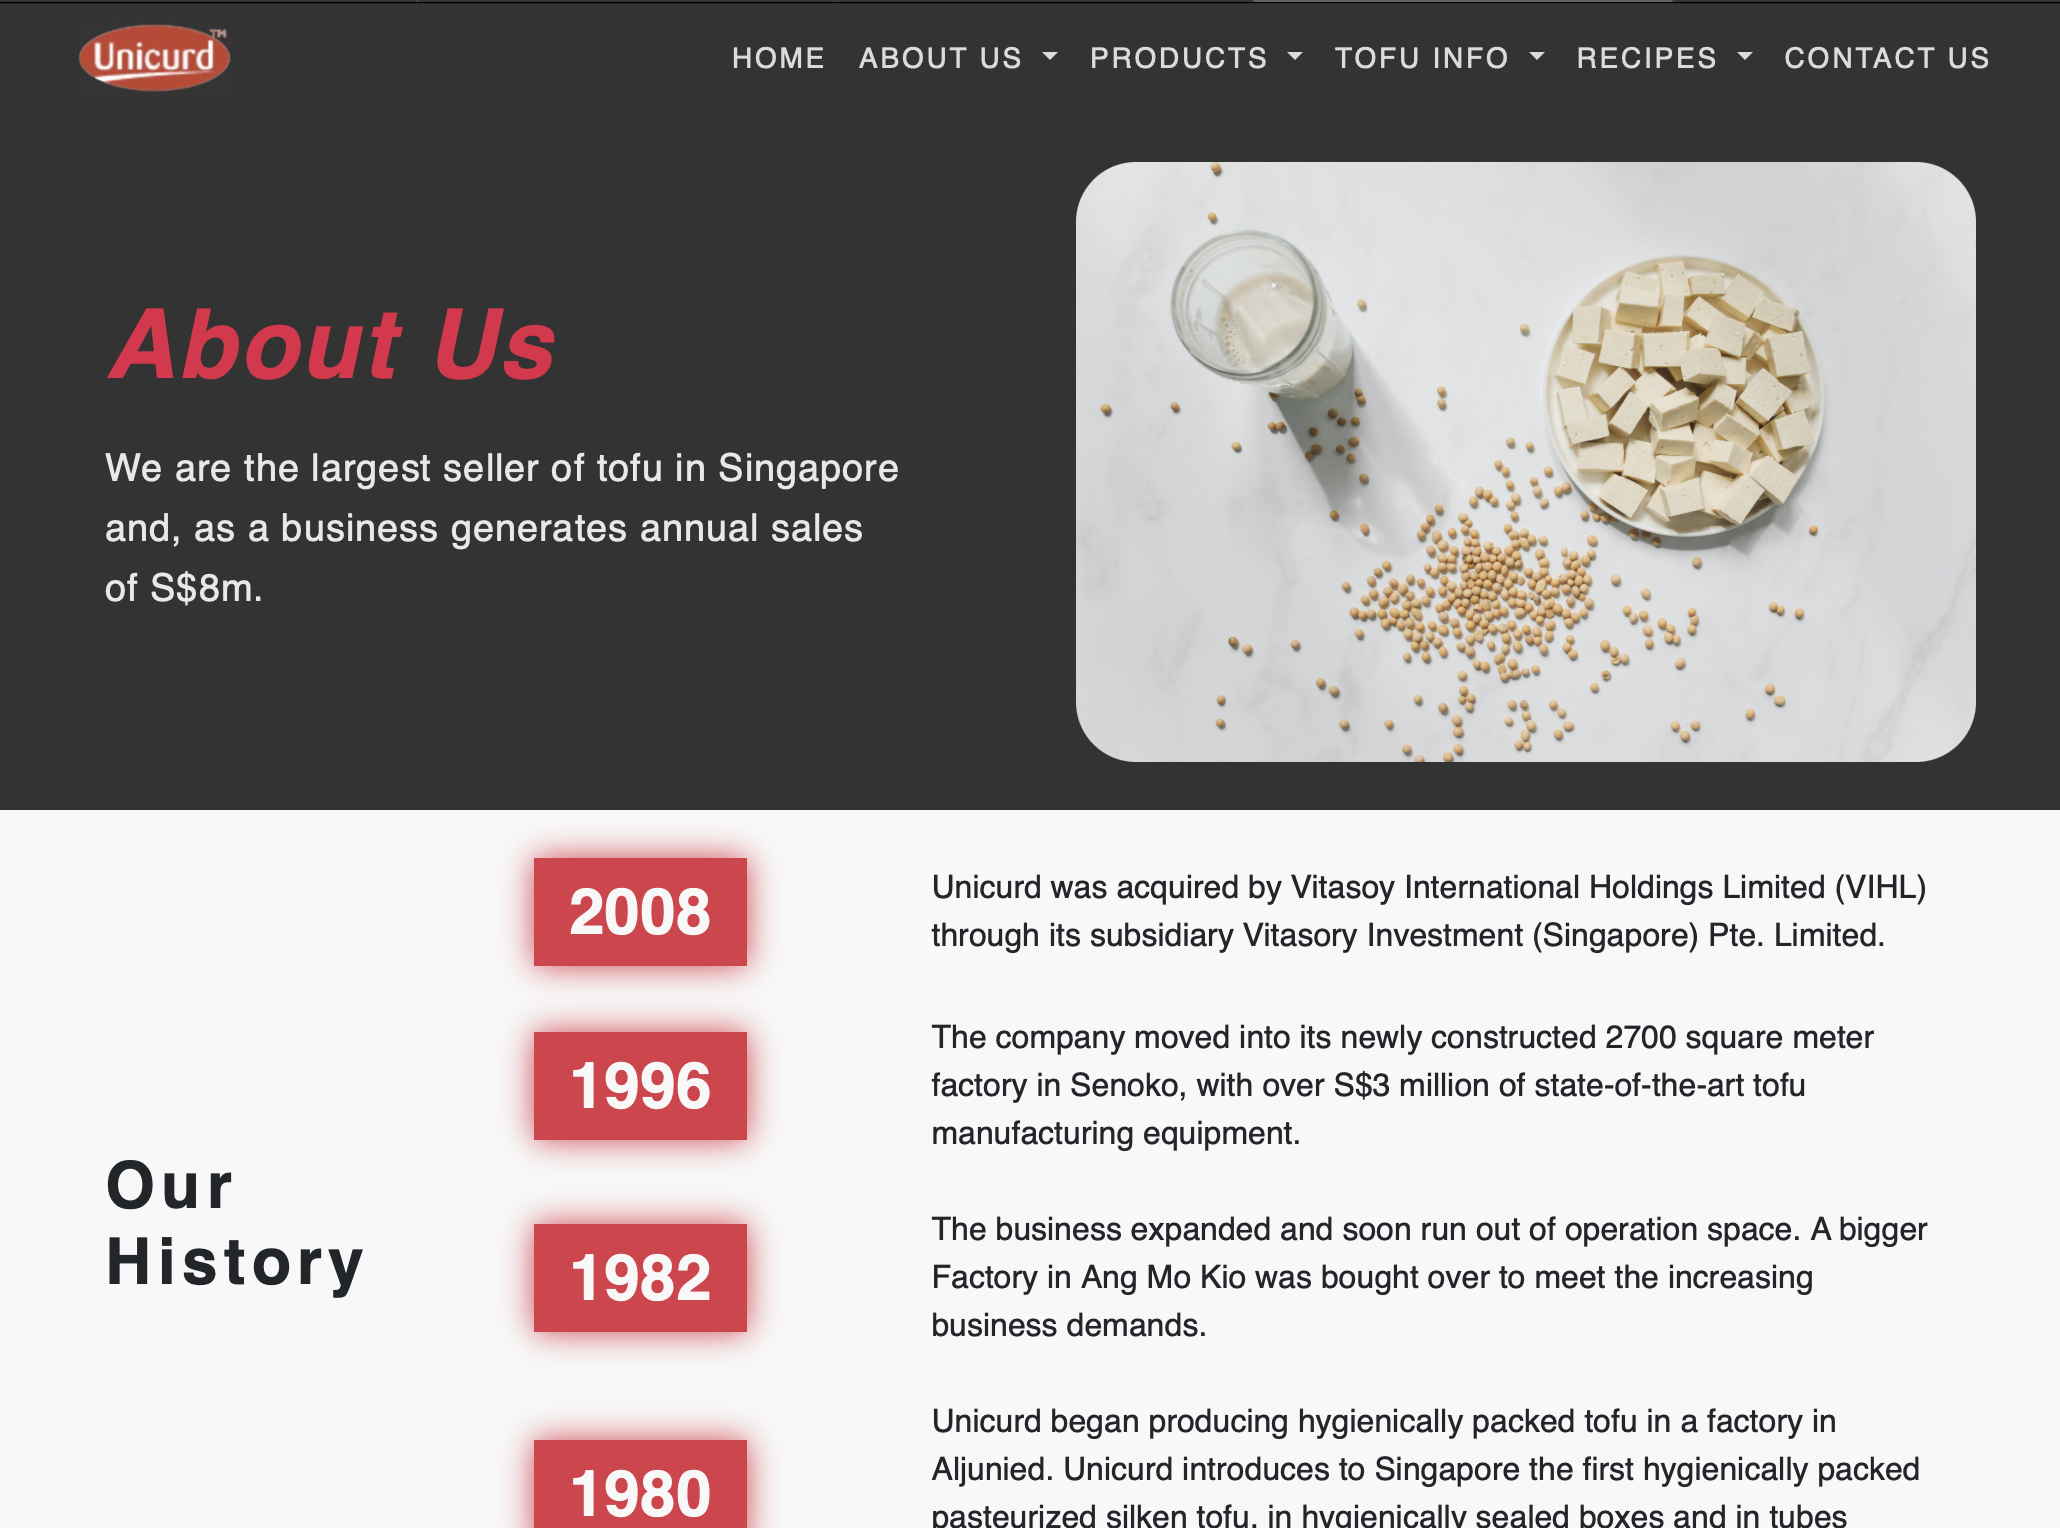 Unicurd™
HOME ABOUT US PRODUCTS TOFU INFO RECIPES CONTACT US
About Us
We are the largest seller of tofu in Singapore
and, as a business generates annual sales
of S$8m.
Our
History
2008
Unicurd was acquired by Vitasoy International Holdings Limited (VIHL)
through its subsidiary Vitasory Investment (Singapore) Pte. Limited.
1996
The company moved into its newly constructed 2700 square meter
factory in Senoko, with over S$3 million of state-of-the-art tofu
manufacturing equipment.
1982
The business expanded and soon run out of operation space. A bigger
Factory in Ang Mo Kio was bought over to meet the increasing
business demands.
1980
Unicurd began producing hygienically packed tofu in a factory in
Aljunied. Unicurd introduces to Singapore the first hygienically packed
pasteurized silken tofu, in hygienically sealed boxes and in tubes